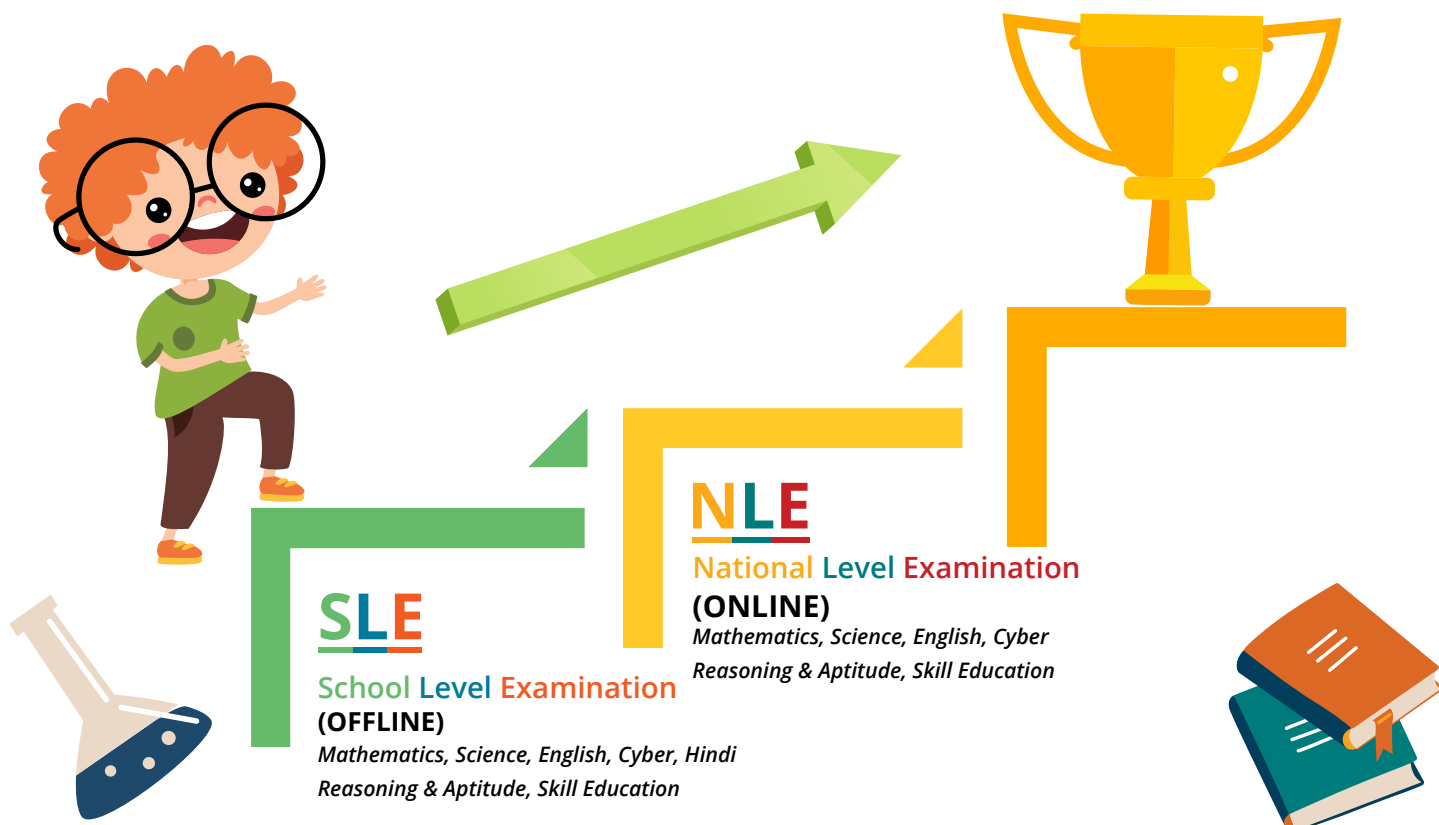 NLE
National Level Examination
(ONLINE)
Mathematics, Science, English, Cyber
Reasoning & Aptitude, Skill Education
SLE
School Level Examination
(OFFLINE)
Mathematics, Science, English, Cyber, Hindi
Reasoning & Aptitude, Skill Education